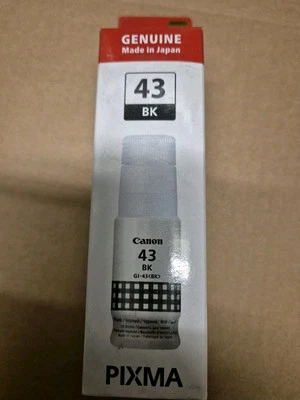 GENUINE
Made in Japan
43
BK
Canon
43
BK
GI-43(BK)
PIXMA